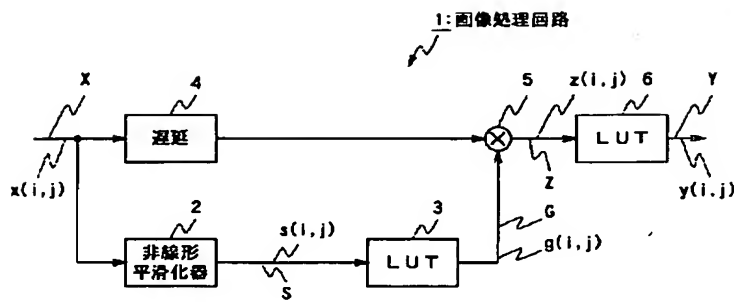 1:画像処理回路
X
4
5
z(i,j)
6
Y
遅延
LUT
x(i,j)
Z
y(i.j)
2
s(i,j)
3
G
非線形
平滑化器
LUT
g(i,j)
S